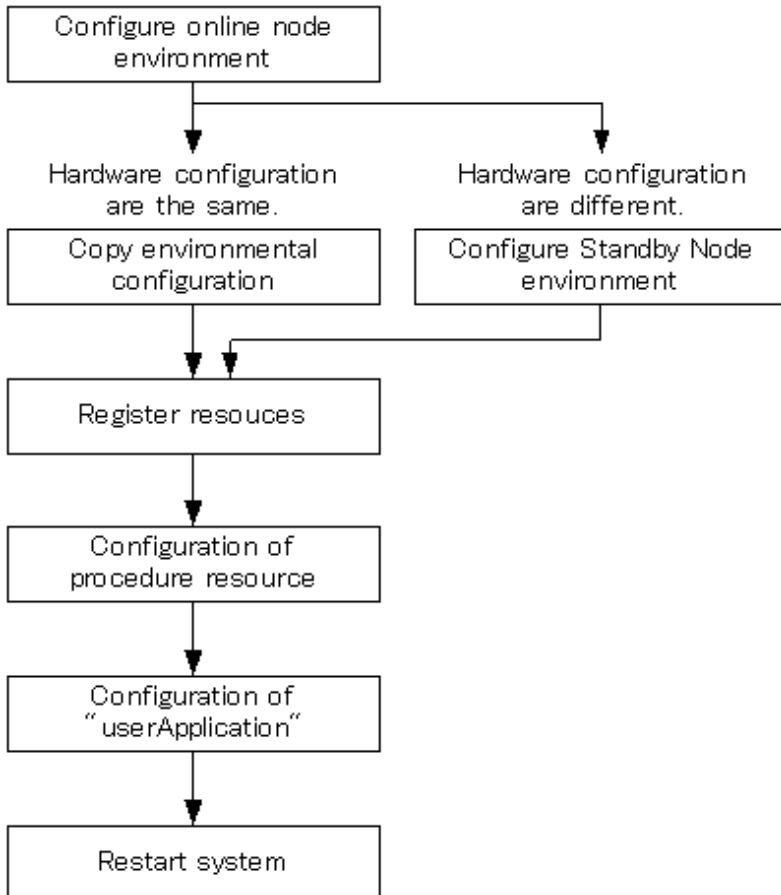 Configure online node
environment
Hardware configuration
are the same.
Hardware configuration
are different.
Copy environmental
configuration
Configure Standby Node
environment
Register resouces
Configuration of
procedure resource
Configuration of
“userApplication“
Restart system